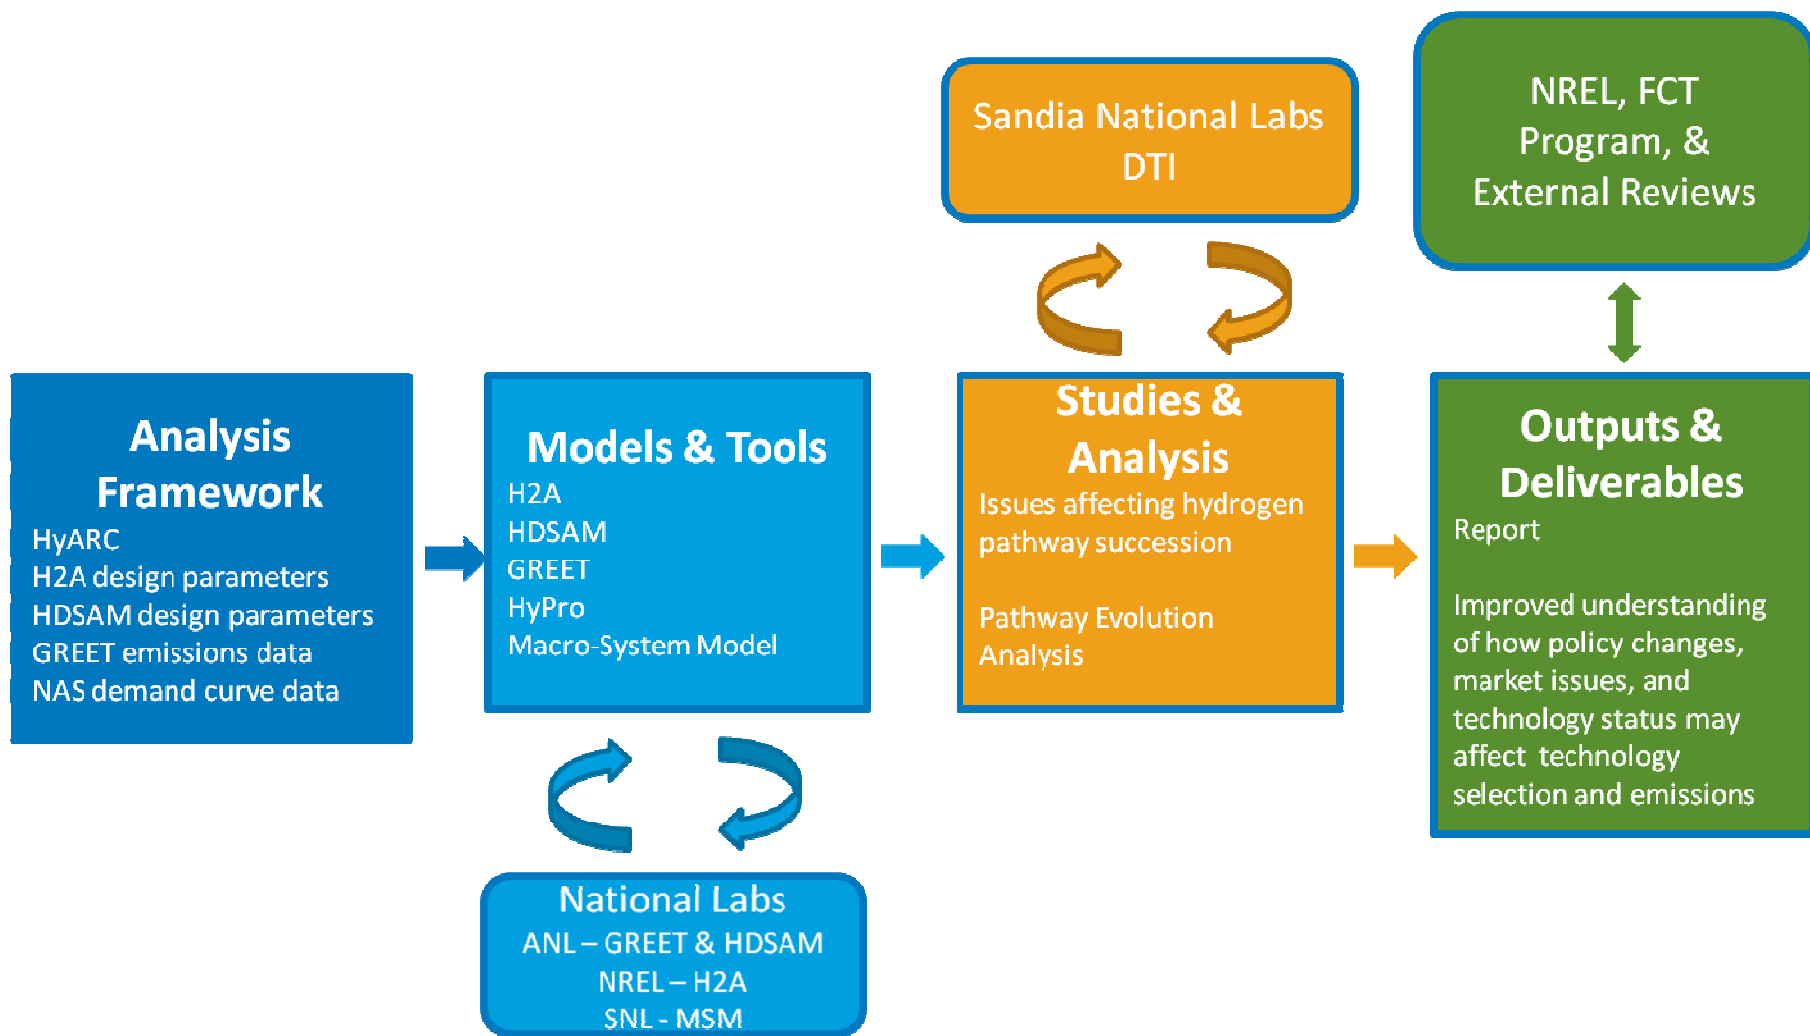 Sandia National Labs
DTI
NREL, FCT
Program, &
External Reviews
Analysis
Framework
HyARC
H2A design parameters
HDSAM design parameters
GREET emissions data
NAS demand curve data
Models & Tools
H2A
HDSAM
GREET
HyPro
Macro-System Model
Studies &
Analysis
Issues affecting hydrogen
pathway succession
Pathway Evolution
Analysis
Outputs &
Deliverables
Report
Improved understanding
of how policy changes,
market issues, and
technology status may
affect technology
selection and emissions
National Labs
ANL – GREET & HDSAM
NREL – H2A
SNL - MSM